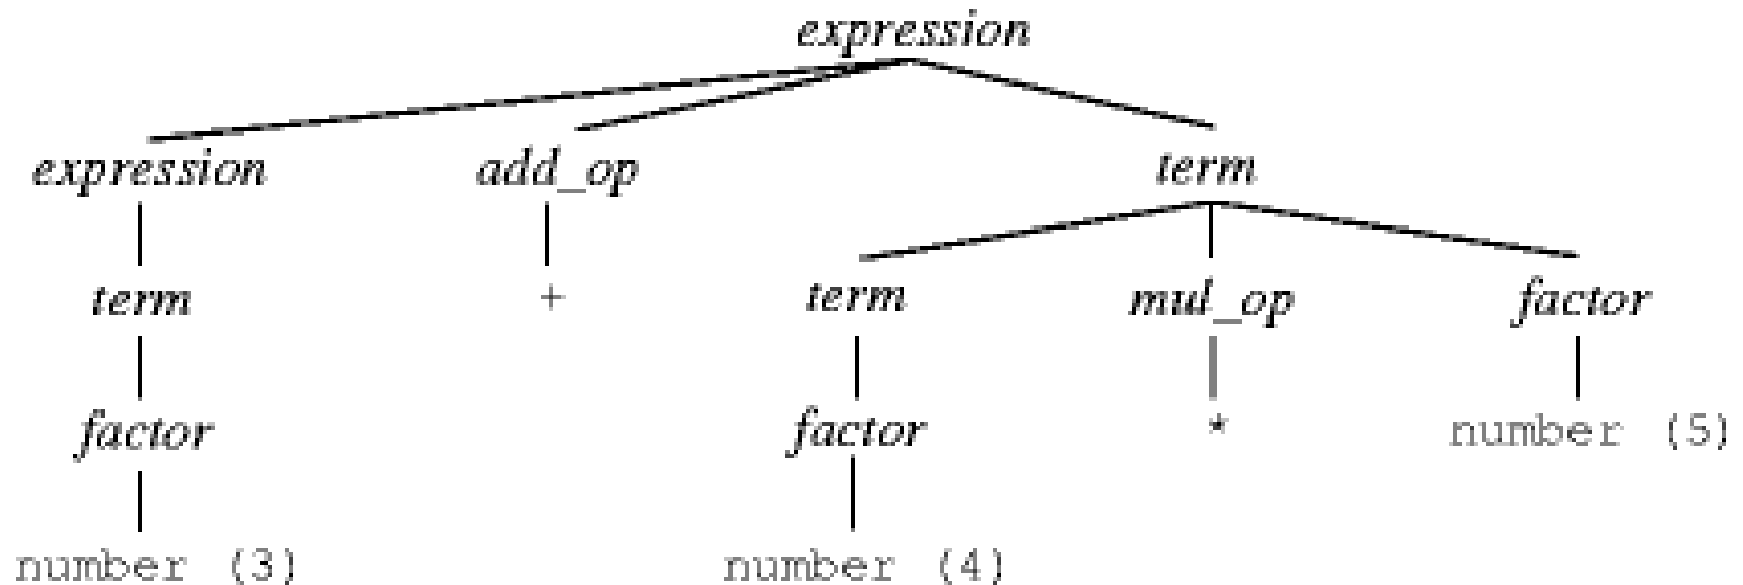 expression
expression add_op term
term + term mul_op factor
factor factor * number (5)
number (3) number (4)